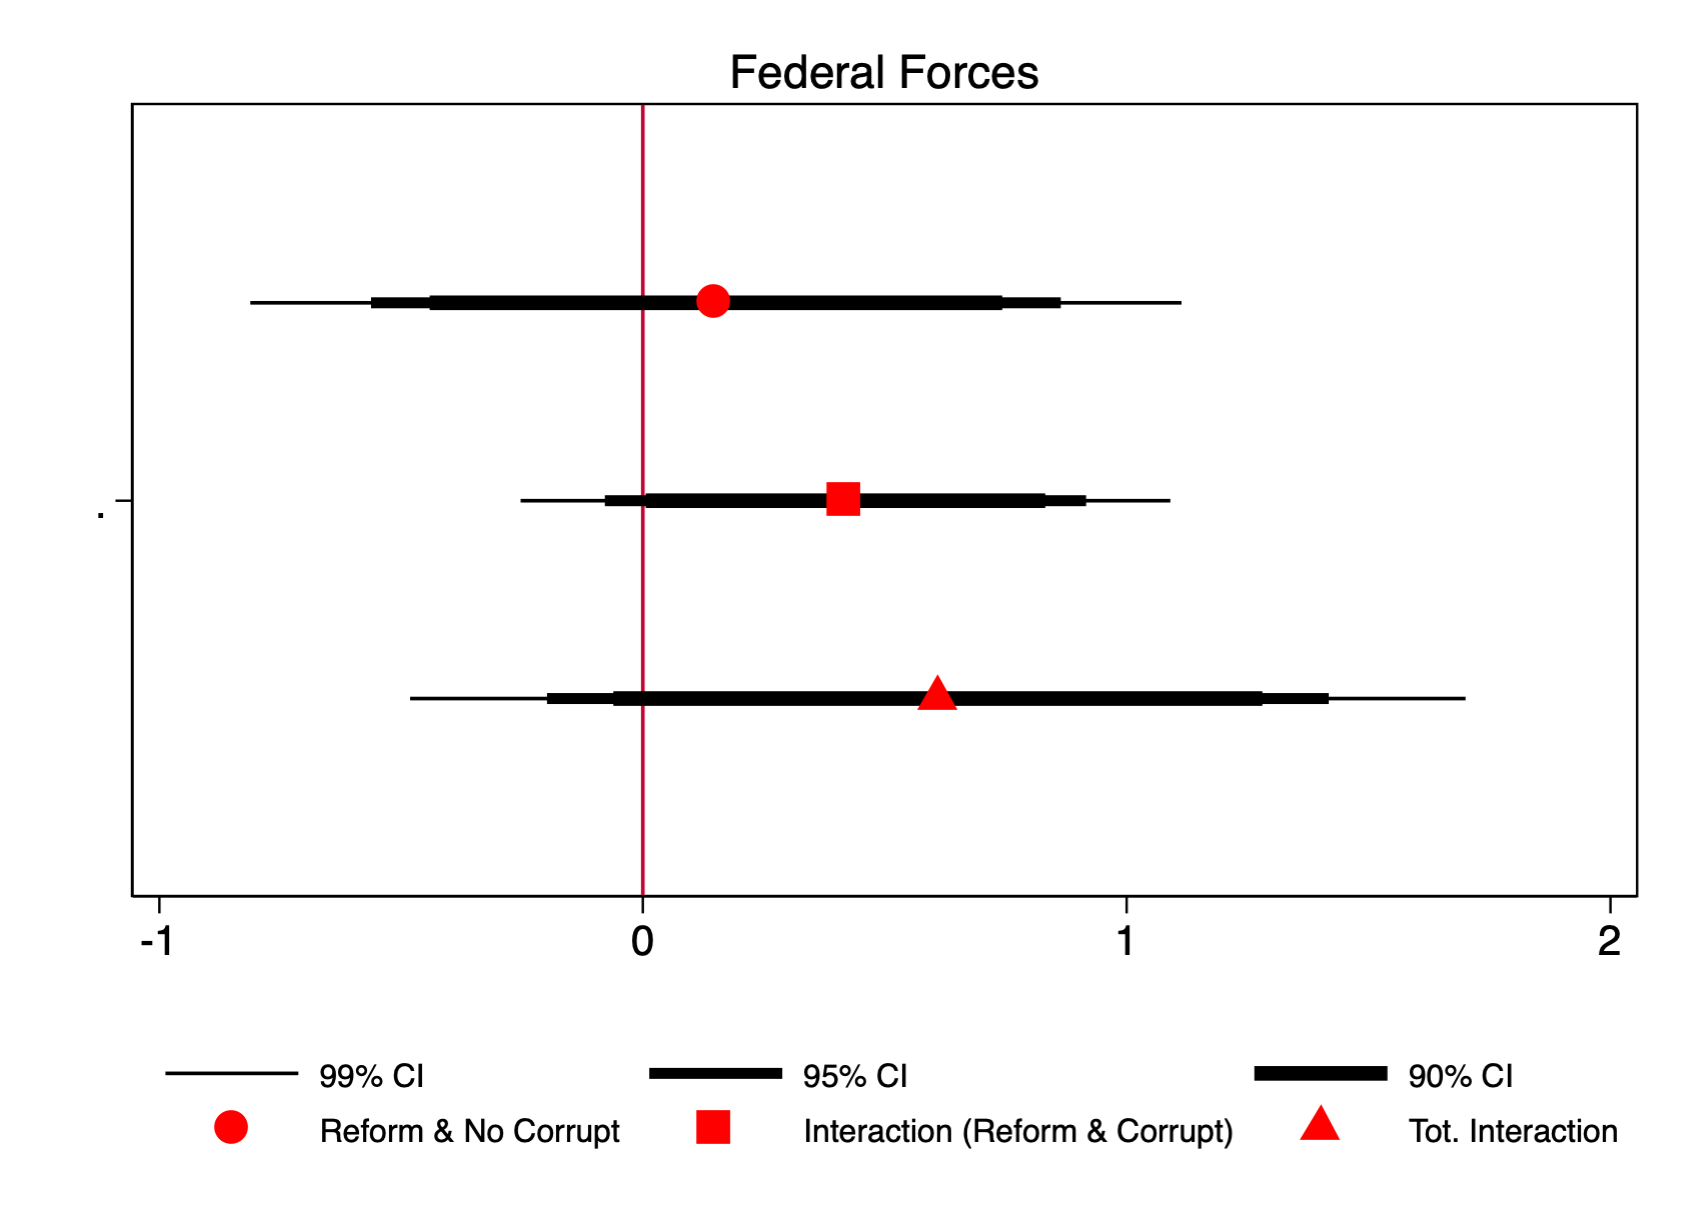 Federal Forces
.
-1 0 1 2
99% CI 95% CI 90% CI
Reform & No Corrupt Interaction (Reform & Corrupt) Tot. Interaction